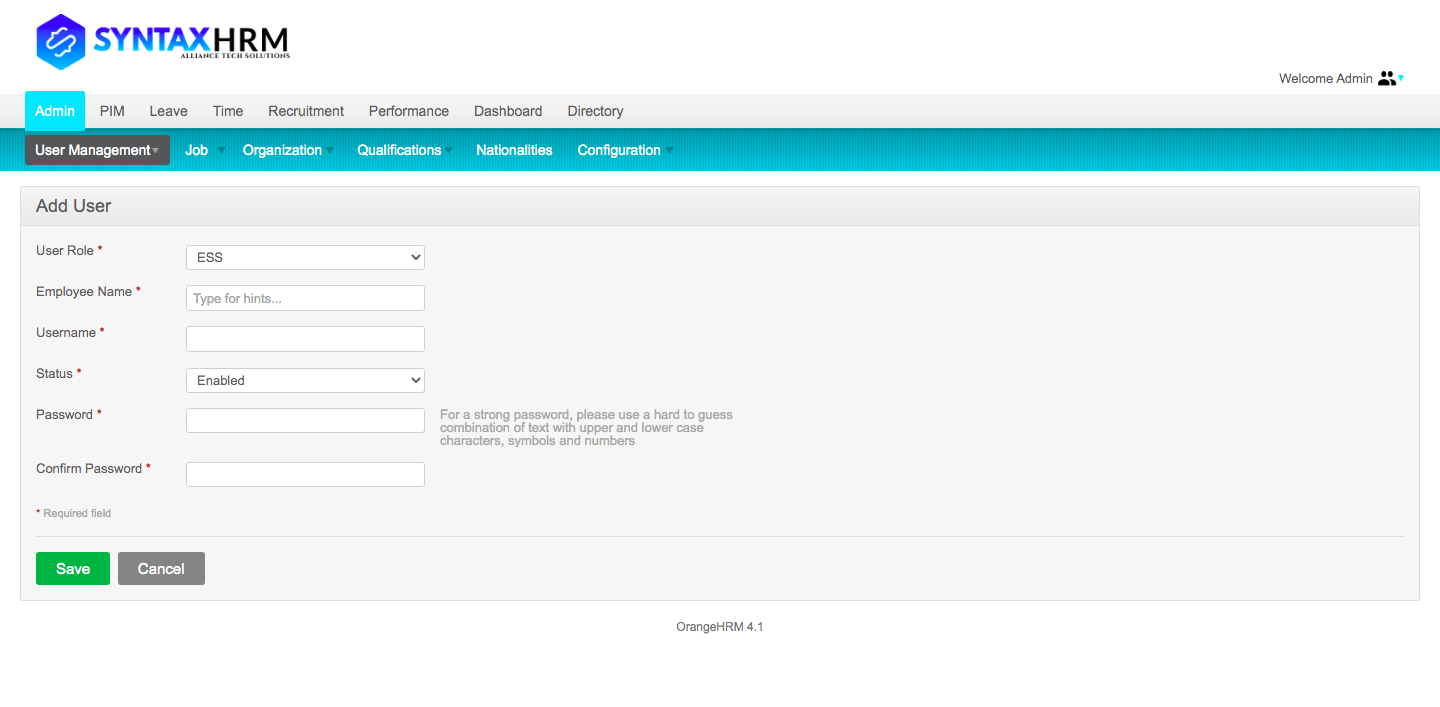 SYNTAXHRM
ALLIANCE TECH SOLUTIONS
Welcome Admin
Admin PIM Leave Time Recruitment Performance Dashboard Directory
User Management Job Organization Qualifications Nationalities Configuration
Add User
User Role *
ESS
Employee Name *
Type for hints...
Username *
Status *
Enabled
Password *
For a strong password, please use a hard to guess
combination of text with upper and lower case
characters, symbols and numbers
Confirm Password *
* Required field
Save Cancel
OrangeHRM 4.1